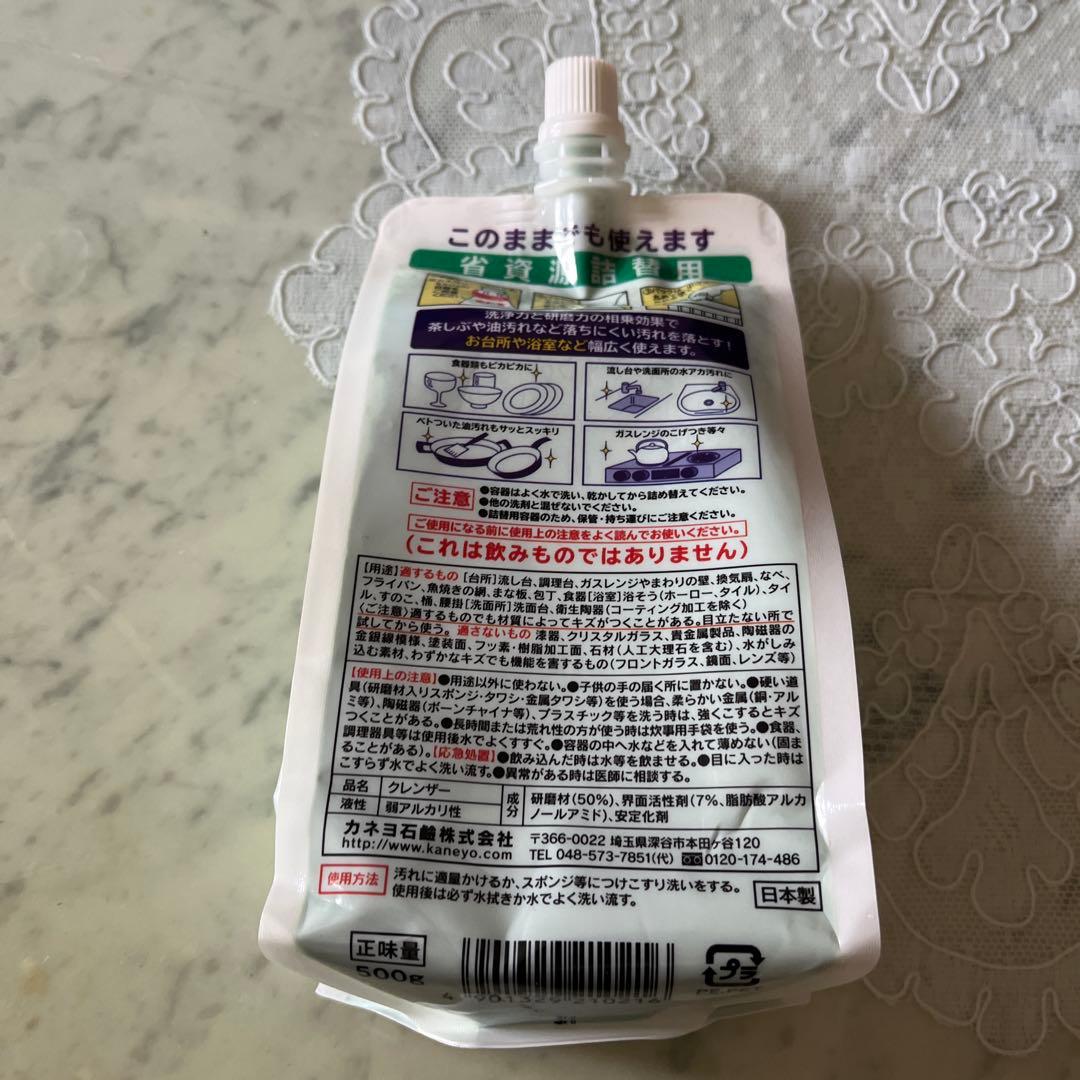 このままでも使えます
省資源詰替用
洗浄力と研磨力の相乗効果で
茶しぶや油汚れなど落ちにくい汚れを落とす!
お台所や浴室など幅広く使えます。
食器類もピカピカに
流し台や洗面所の水アカ汚れに
ベトついた油汚れもサッとスッキリ
ガスレンジのこげつき等々
ご注意
●容器はよく水で洗い、乾かしてから詰め替えてください。
●他の洗剤と混ぜないでください。
●詰替用容器のため、保管・持ち運びにご注意ください。
ご使用になる前に使用上の注意をよく読んでお使いください。
(これは飲みものではありません)
【用途】適するもの [台所]流し台、調理台、ガスレンジやまわりの壁、換気扇、なべ、
フライパン、魚焼きの網、まな板、包丁、食器[浴室]浴そう(ホーロー、タイル)、タイ
ル、すのこ、桶、腰掛[洗面所]洗面台、衛生陶器(コーティング加工を除く)
〈ご注意〉適するものでも材質によってキズがつくことがある。目立たない所で
試してから使う。 適さないもの 漆器、クリスタルガラス、貴金属製品、陶磁器の
金銀線模様、塗装面、フッ素・樹脂加工面、石材(人工大理石を含む)、水がしみ
込む素材、わずかなキズでも機能を害するもの(フロントガラス、鏡面、レンズ等)
【使用上の注意】●用途以外に使わない。●子供の手の届く所に置かない。●硬い道
具(研磨材入りスポンジ・タワシ・金属タワシ等)を使う場合、柔らかい金属(銅・アル
ミ等)、陶磁器(ボーンチャイナ等)、プラスチック等を洗う時は、強くこするとキズ
つくことがある。●長時間または荒れ性の方が使う時は炊事用手袋を使う。●食器、
調理器具等は使用後水でよくすすぐ。●容器の中へ水などを入れて薄めない(固ま
ることがある)。【応急処置】●飲み込んだ時は水等を飲ませる。●目に入った時は
こすらず水でよく洗い流す。●異常がある時は医師に相談する。
品名 クレンザー
液性 弱アルカリ性
成分 研磨材(50%)、界面活性剤(7%、脂肪酸アルカ
ノールアミド)、安定化剤
カネヨ石鹸株式会社 〒366-0022 埼玉県深谷市本田ケ谷120
http://www.kaneyo.com TEL 048-573-7851(代) 0120-174-486
使用方法
汚れに適量かけるか、スポンジ等につけこすり洗いをする。
使用後は必ず水拭きか水でよく洗い流す。
日本製
正味量
500g
4 901329 210216
プラ